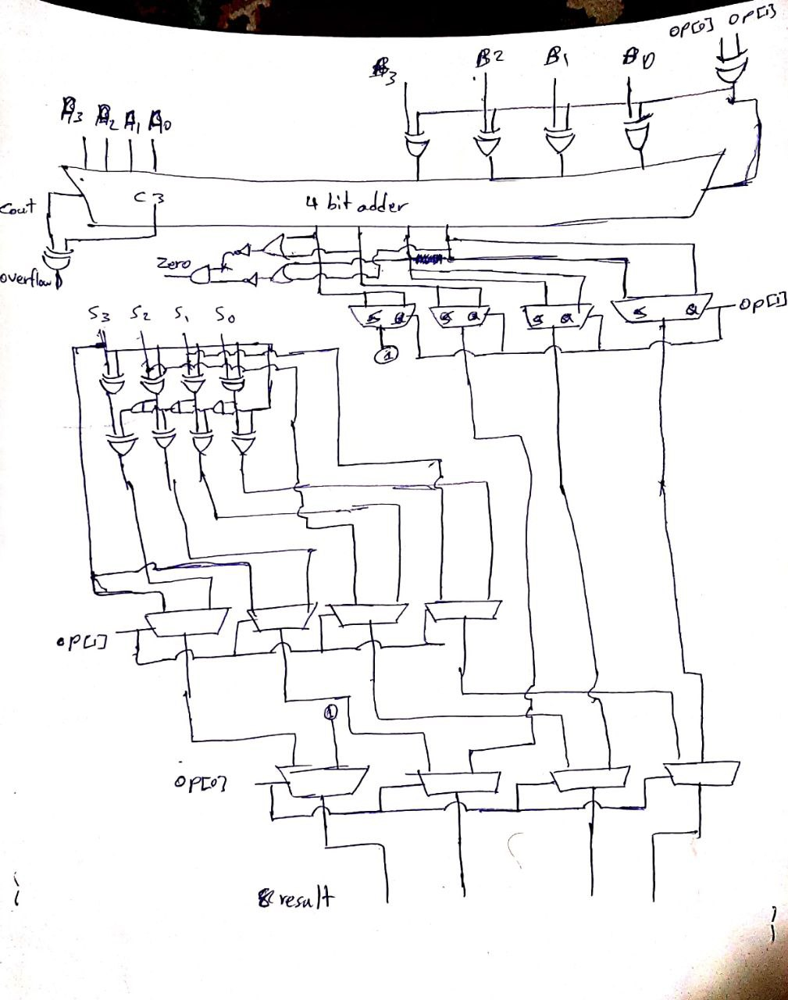 OP[0] OP[1]
B3 B2 B1 B0
A3 A2 A1 A0
Cout
C3
4 bit adder
overflow
Zero
OP[1]
1
S3 S2 S1 S0
OP[1]
1
OP[0]
result